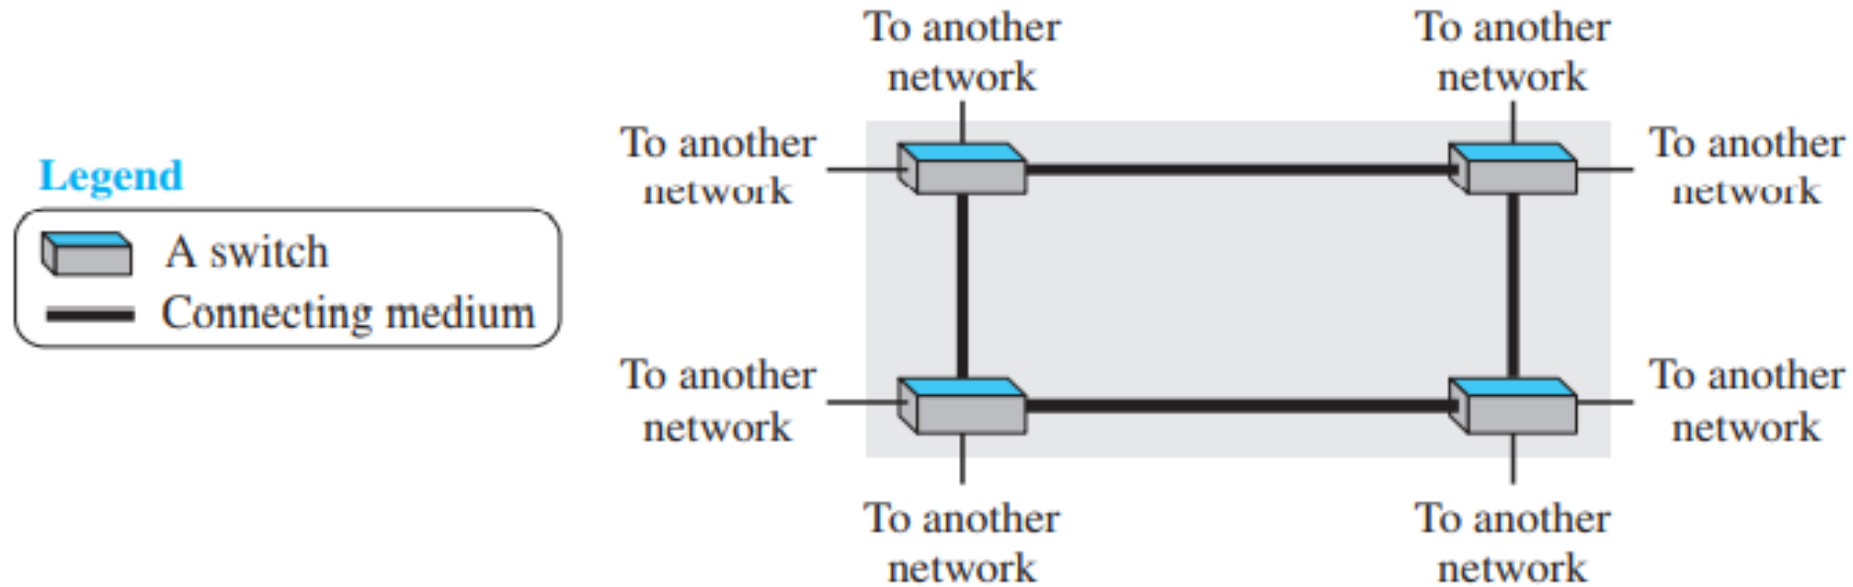 To another
network
To another
network
To another
network
To another
network
Legend
A switch
Connecting medium
To another
network
To another
network
To another
network
To another
network